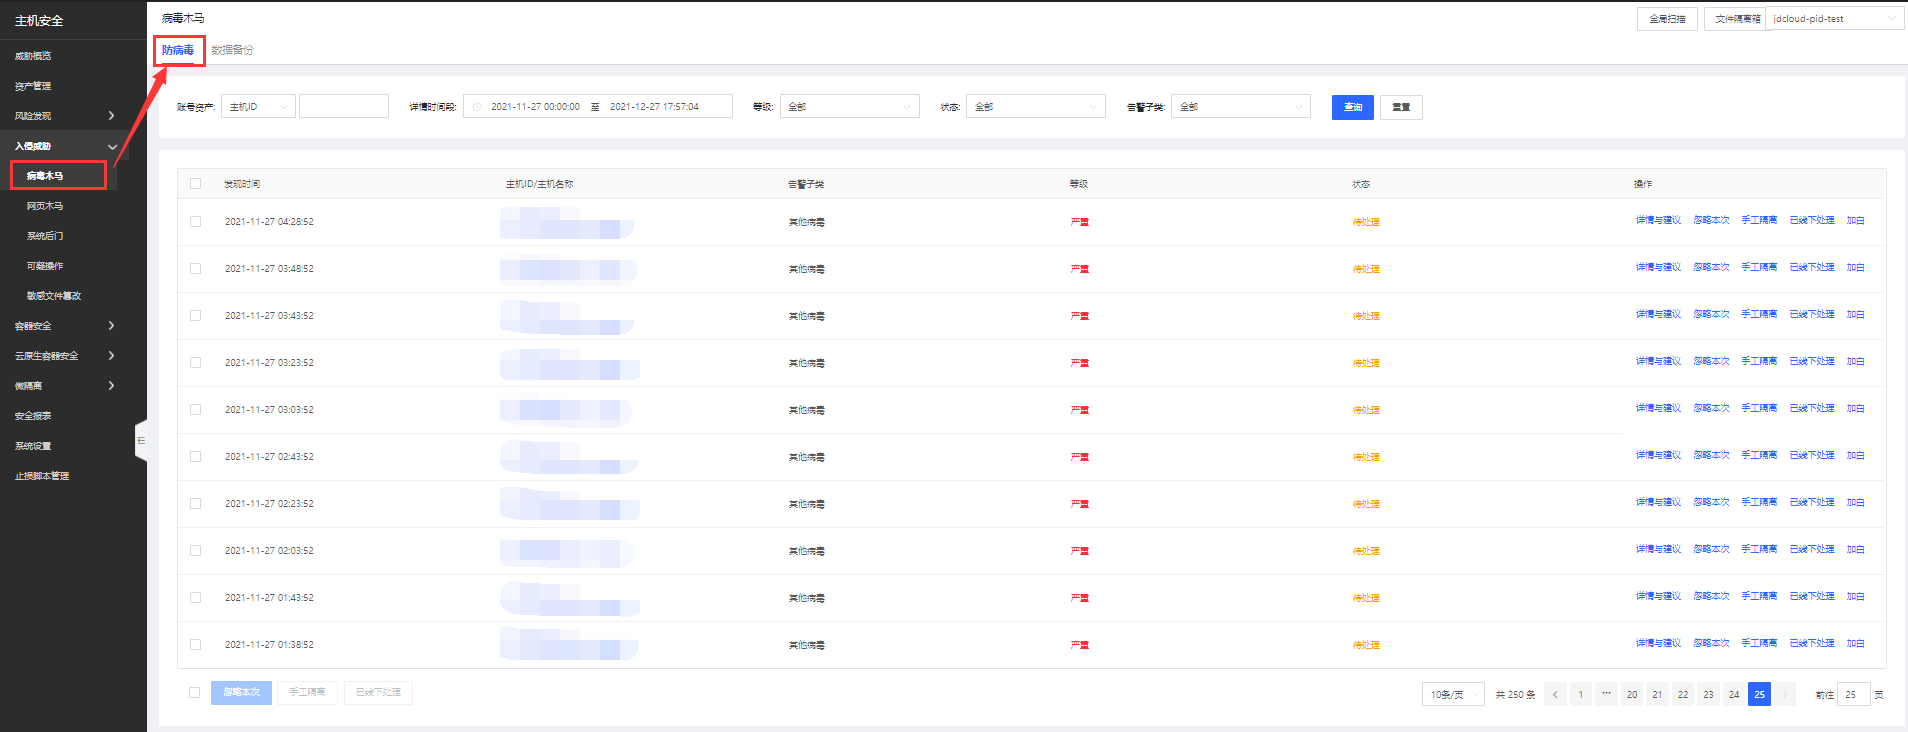 主机安全
威胁概览
资产管理
风险发现
入侵威胁
病毒木马
网页木马
系统后门
可疑操作
敏感文件篡改
容器安全
云原生容器安全
微隔离
安全报表
系统设置
止损脚本管理
病毒木马
全局扫描 文件隔离箱 jdcloud-pid-test
防病毒 数据备份
账号资产: 主机ID 详情时间段: 2021-11-27 00:00:00 至 2021-12-27 17:57:04 等级: 全部 状态: 全部 告警子类: 全部 查询 重置
发现时间 主机ID/主机名称 告警子类 等级 状态 操作
2021-11-27 04:28:52 其他病毒 严重 待处理 详情与建议 忽略本次 手工隔离 已线下处理 加白
2021-11-27 03:48:52 其他病毒 严重 待处理 详情与建议 忽略本次 手工隔离 已线下处理 加白
2021-11-27 03:43:52 其他病毒 严重 待处理 详情与建议 忽略本次 手工隔离 已线下处理 加白
2021-11-27 03:23:52 其他病毒 严重 待处理 详情与建议 忽略本次 手工隔离 已线下处理 加白
2021-11-27 03:03:52 其他病毒 严重 待处理 详情与建议 忽略本次 手工隔离 已线下处理 加白
2021-11-27 02:43:52 其他病毒 严重 待处理 详情与建议 忽略本次 手工隔离 已线下处理 加白
2021-11-27 02:23:52 其他病毒 严重 待处理 详情与建议 忽略本次 手工隔离 已线下处理 加白
2021-11-27 02:03:52 其他病毒 严重 待处理 详情与建议 忽略本次 手工隔离 已线下处理 加白
2021-11-27 01:43:52 其他病毒 严重 待处理 详情与建议 忽略本次 手工隔离 已线下处理 加白
2021-11-27 01:38:52 其他病毒 严重 待处理 详情与建议 忽略本次 手工隔离 已线下处理 加白
忽略本次 手工隔离 已线下处理 10条/页 共 250 条 1 ··· 20 21 22 23 24 25 前往 25 页